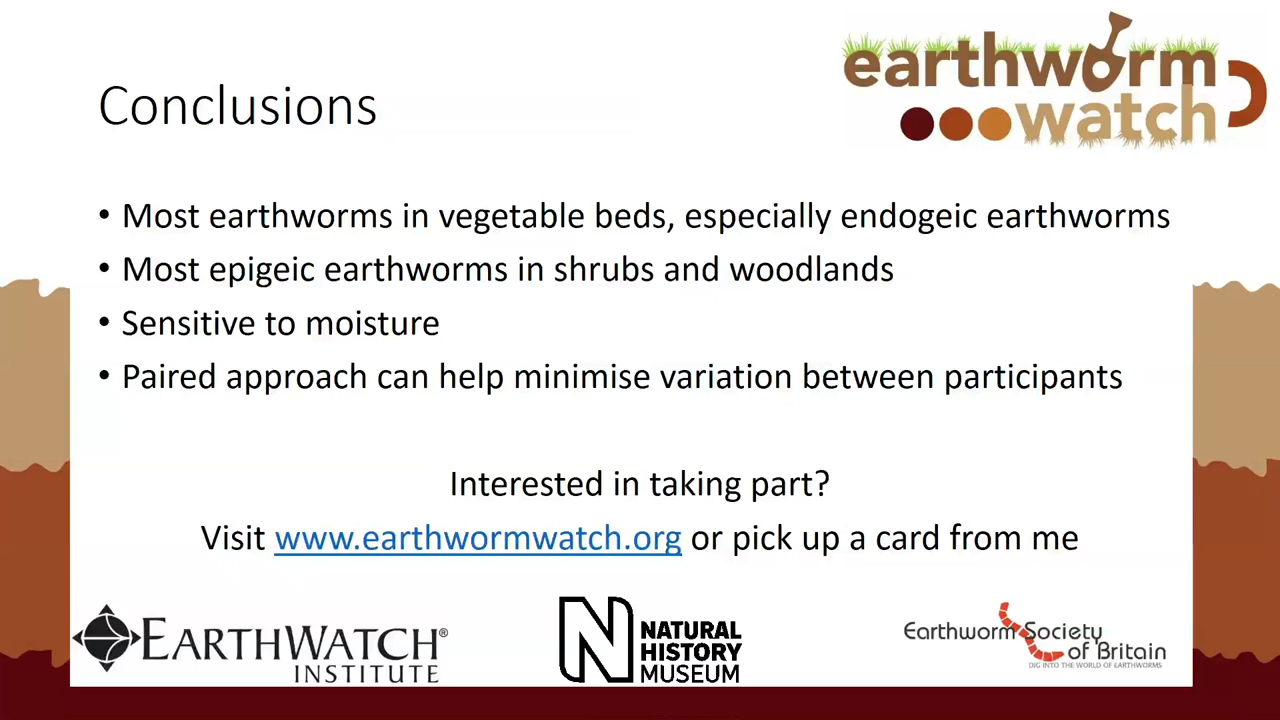 earthworm
watch
Conclusions
• Most earthworms in vegetable beds, especially endogeic earthworms
• Most epigeic earthworms in shrubs and woodlands
• Sensitive to moisture
• Paired approach can help minimise variation between participants
Interested in taking part?
Visit www.earthwormwatch.org or pick up a card from me
EARTHWATCH®
INSTITUTE
N
NATURAL
HISTORY
MUSEUM
Earthworm Society
of Britain
DIG INTO THE WORLD OF EARTHWORMS